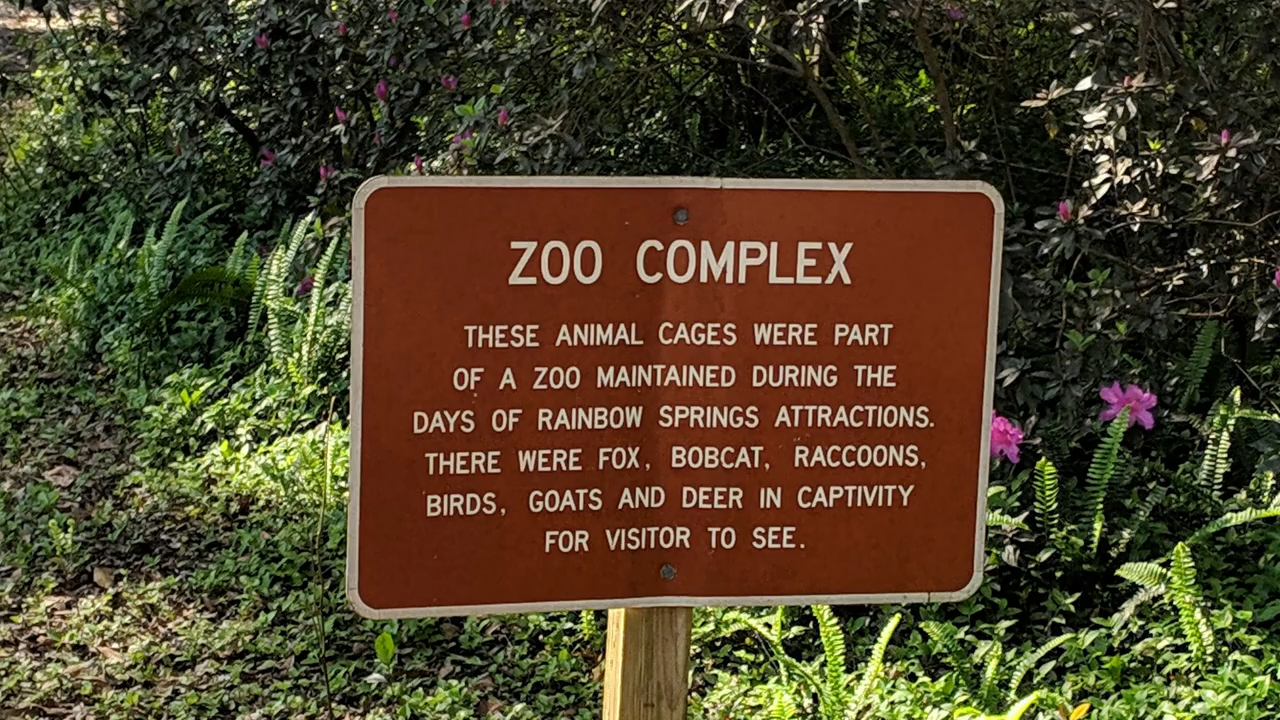 ZOO COMPLEX
THESE ANIMAL CAGES WERE PART
OF A ZOO MAINTAINED DURING THE
DAYS OF RAINBOW SPRINGS ATTRACTIONS.
THERE WERE FOX, BOBCAT, RACCOONS,
BIRDS, GOATS AND DEER IN CAPTIVITY
FOR VISITOR TO SEE.